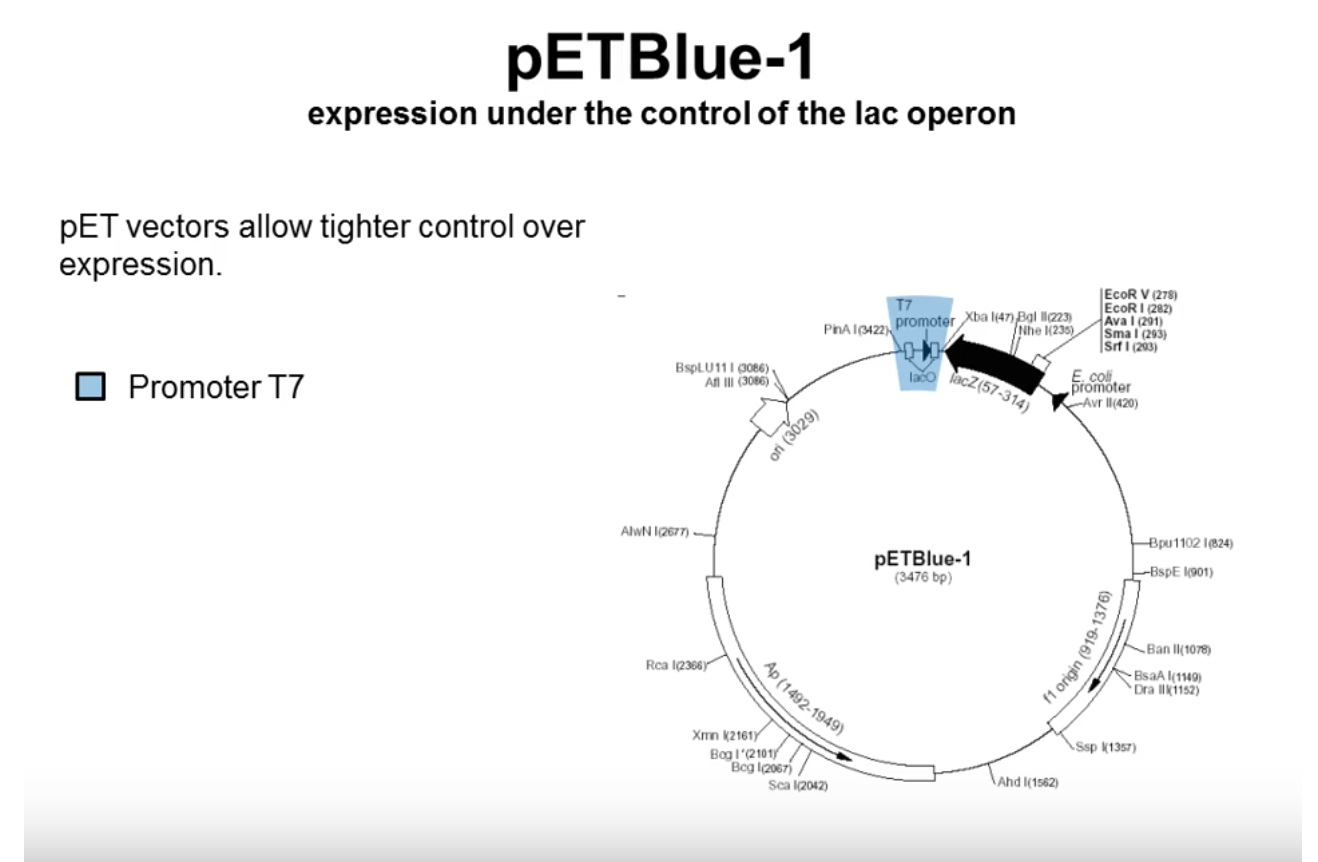 pETBlue-1
expression under the control of the lac operon
pET vectors allow tighter control over
expression.
Promoter T7
T7
promoter
lacO
PinA I(3422)
Xba I(47)
Bgl II(223)
Nhe I(235)
EcoR V (278)
EcoR I (282)
Ava I (291)
Sma I (293)
Srf I (293)
BspLU11 I (3086)
Afl III (3086)
lacZ(57-314)
E. coli
promoter
Avr II(420)
ori (3029)
AlwN I(2677)
pETBlue-1
(3476 bp)
Bpu1102 I(824)
BspE I(901)
f1 origin (919-1376)
Ban II(1078)
BsaA I(1149)
Dra III(1152)
Rca I(2366)
Ap (1492-1949)
Xmn I(2161)
Bcg I*(2101)
Bcg I(2067)
Sca I(2042)
Ssp I(1357)
Ahd I(1562)